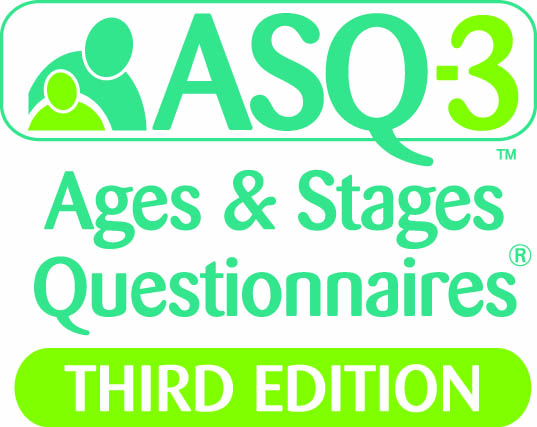 ASQ-3
™
Ages & Stages
Questionnaires®
THIRD EDITION